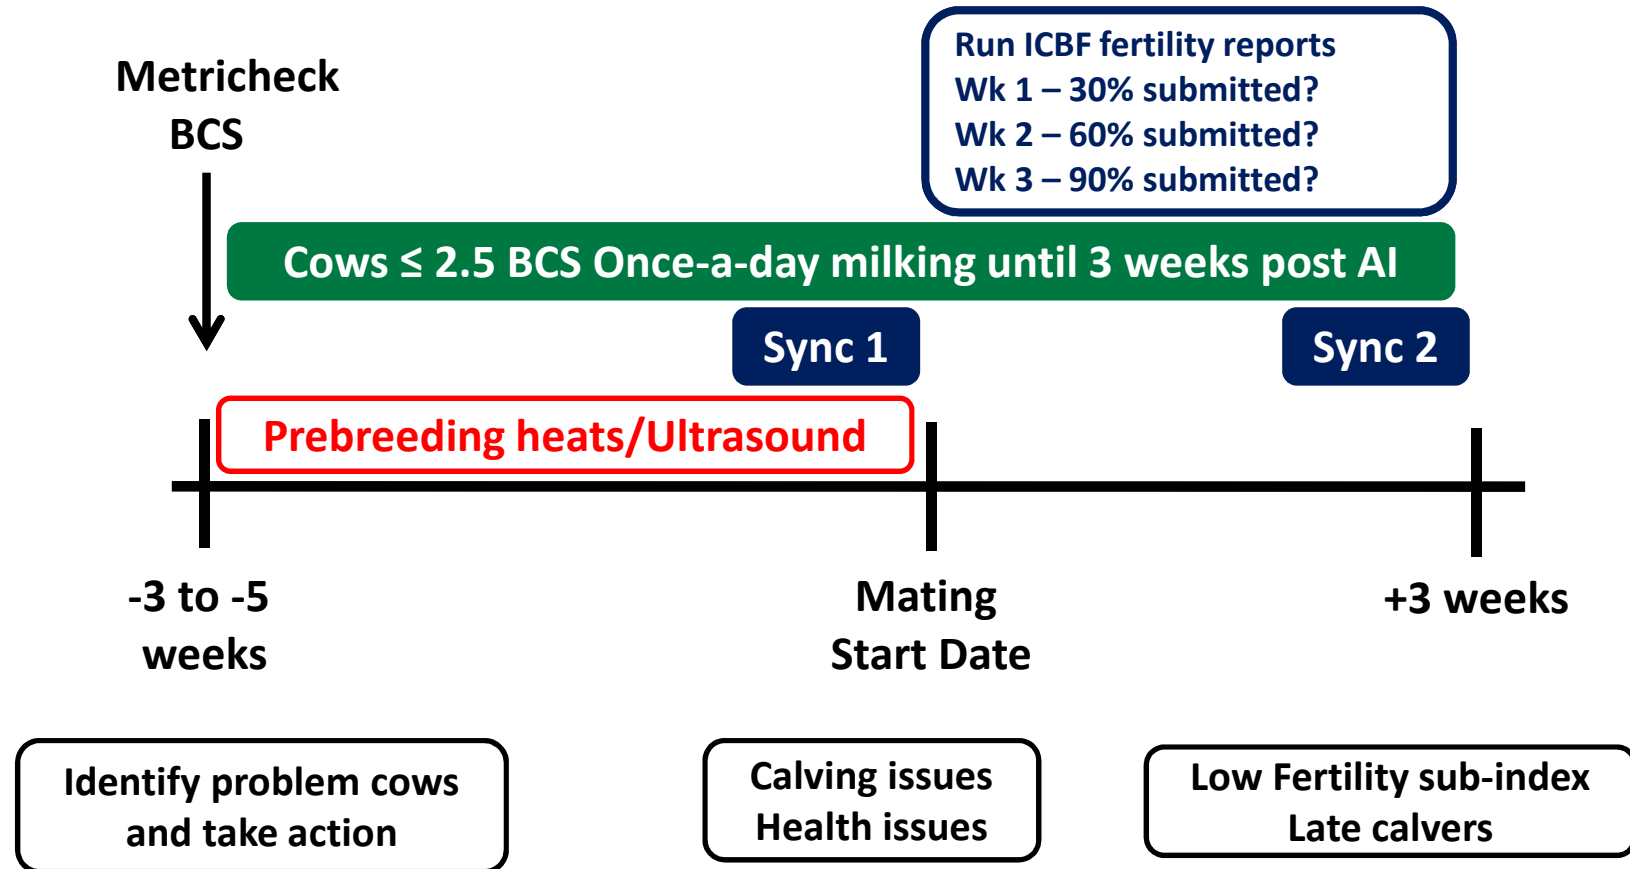 Metricheck
BCS
Run ICBF fertility reports
Wk 1 – 30% submitted?
Wk 2 – 60% submitted?
Wk 3 – 90% submitted?
Cows ≤ 2.5 BCS Once-a-day milking until 3 weeks post AI
Sync 1
Sync 2
Prebreeding heats/Ultrasound
-3 to -5
weeks
Mating
Start Date
+3 weeks
Identify problem cows
and take action
Calving issues
Health issues
Low Fertility sub-index
Late calvers